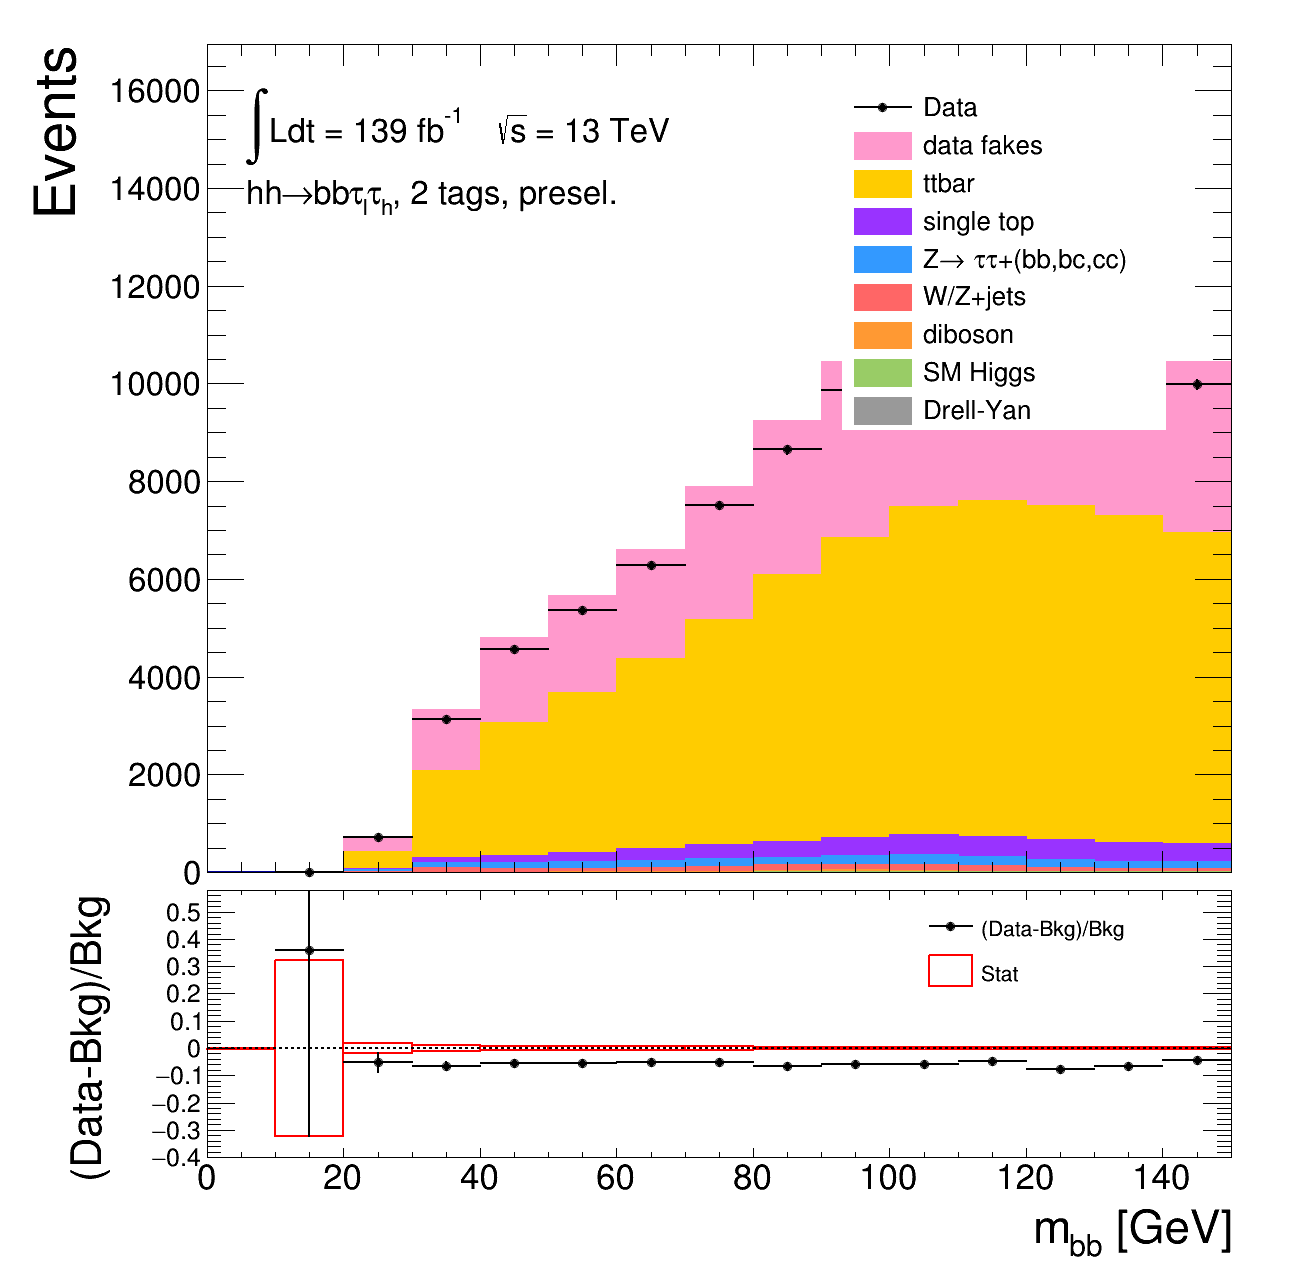 Events
16000
14000
12000
10000
8000
6000
4000
2000
0
∫Ldt = 139 fb⁻¹ √s = 13 TeV
hh→bbτ_lτ_h, 2 tags, presel.
Data
data fakes
ttbar
single top
Z→ ττ+(bb,bc,cc)
W/Z+jets
diboson
SM Higgs
Drell-Yan
(Data-Bkg)/Bkg
0.5
0.4
0.3
0.2
0.1
0
−0.1
−0.2
−0.3
−0.4
(Data-Bkg)/Bkg
Stat
0 20 40 60 80 100 120 140
m_bb [GeV]